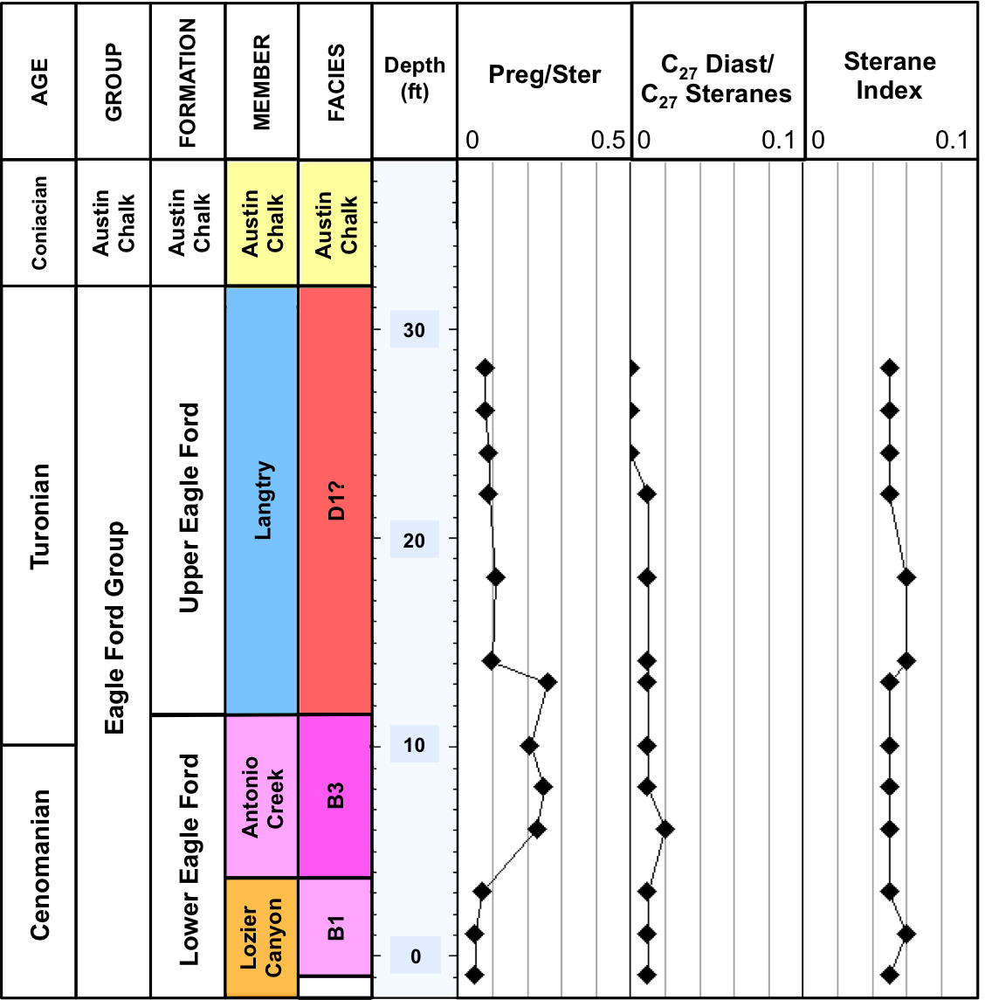 AGE
GROUP
FORMATION
MEMBER
FACIES
Depth
(ft)
Preg/Ster
0 0.5
C27 Diast/
C27 Steranes
0 0.1
Sterane
Index
0 0.1
Coniacian
Austin
Chalk
Austin
Chalk
Austin
Chalk
Austin
Chalk
Turonian
Eagle Ford Group
Upper Eagle Ford
Langtry
D1?
30
20
10
0
Cenomanian
Lower Eagle Ford
Antonio
Creek
B3
Lozier
Canyon
B1